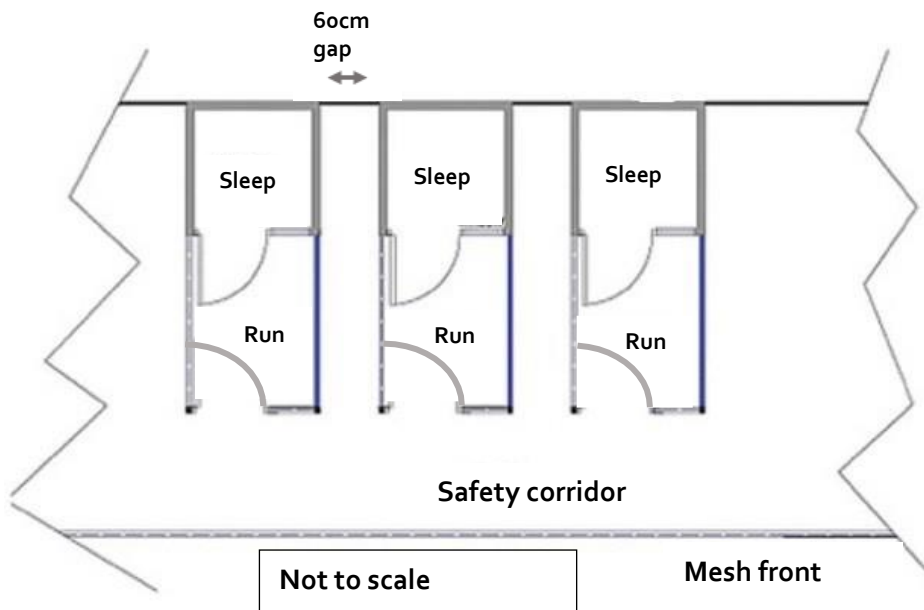 60cm
gap
Sleep
Sleep
Sleep
Run
Run
Run
Safety corridor
Not to scale
Mesh front